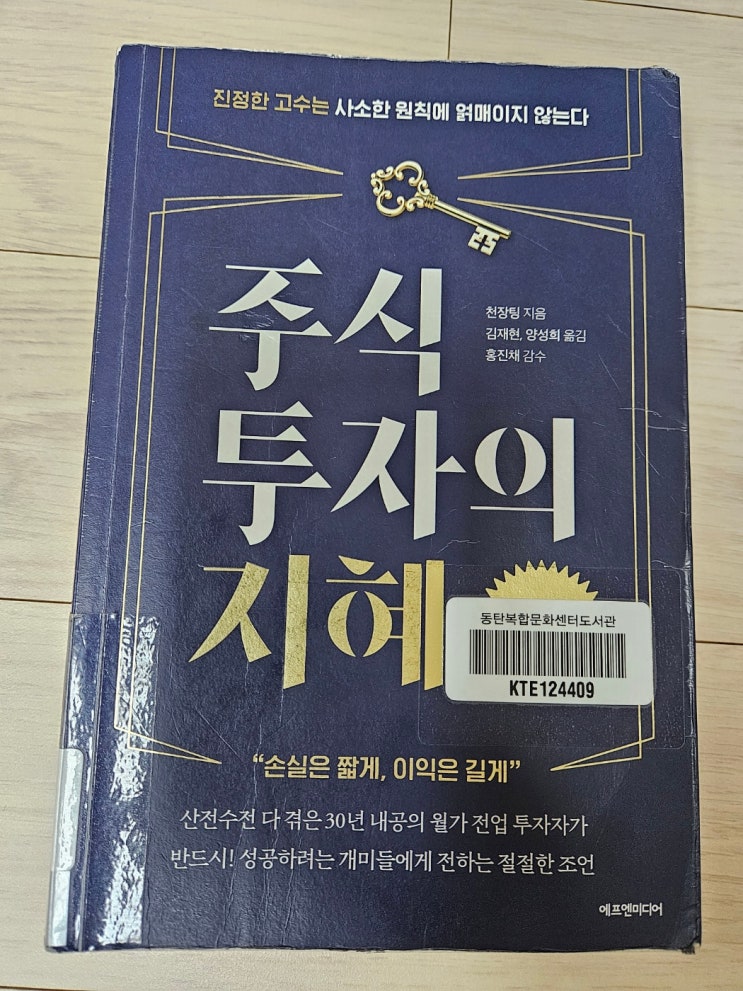 진정한 고수는 사소한 원칙에 얽매이지 않는다
주식
천장팅 지음
김재현, 양성희 옮김
홍진채 감수
투자의
지혜
동탄복합문화센터도서관
KTE124409
“손실은 짧게, 이익은 길게”
산전수전 다 겪은 30년 내공의 월가 전업 투자자가
반드시! 성공하려는 개미들에게 전하는 절절한 조언
에프엔미디어